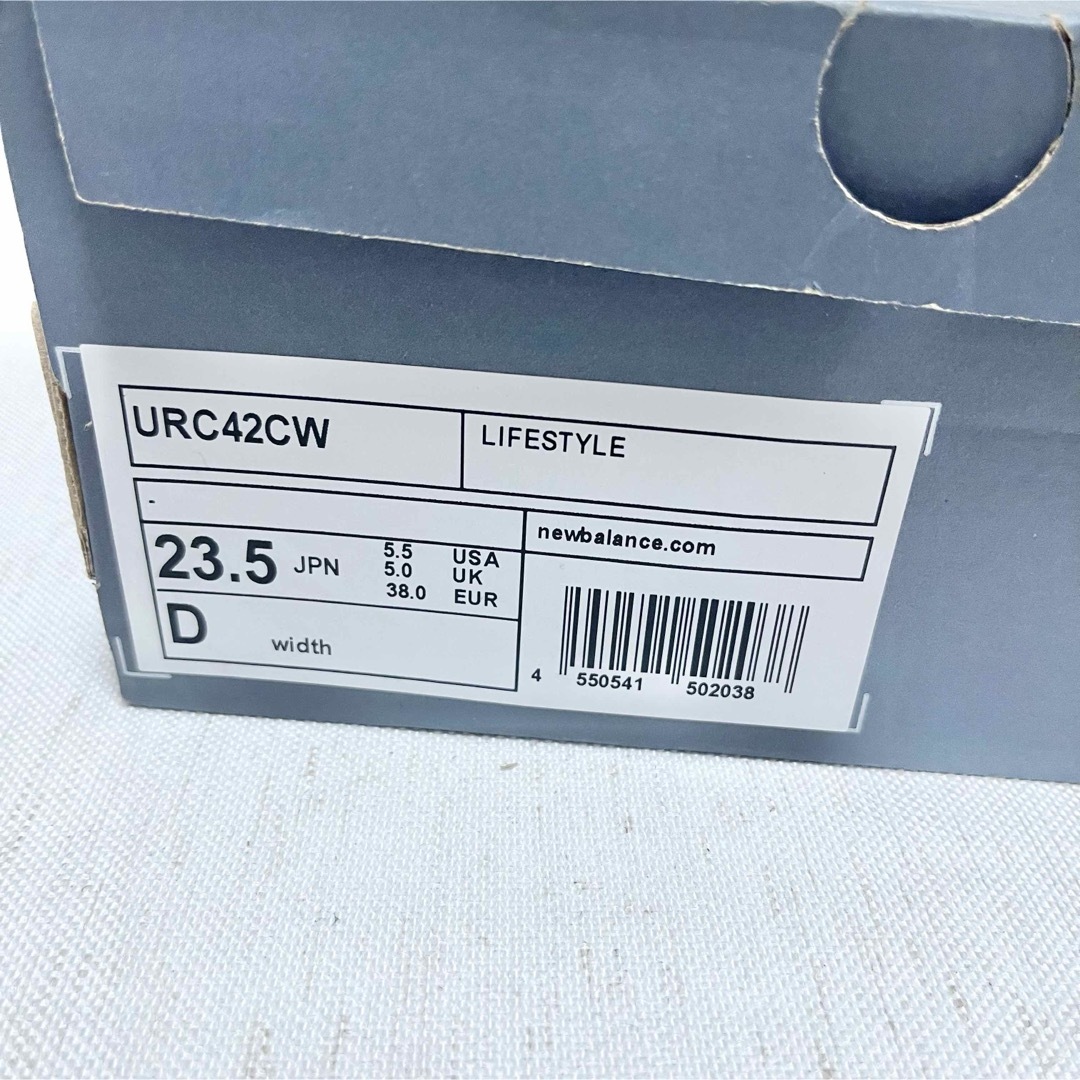 URC42CW
LIFESTYLE
-
newbalance.com
23.5 JPN
5.5 USA
5.0 UK
38.0 EUR
D width
4 550541 502038